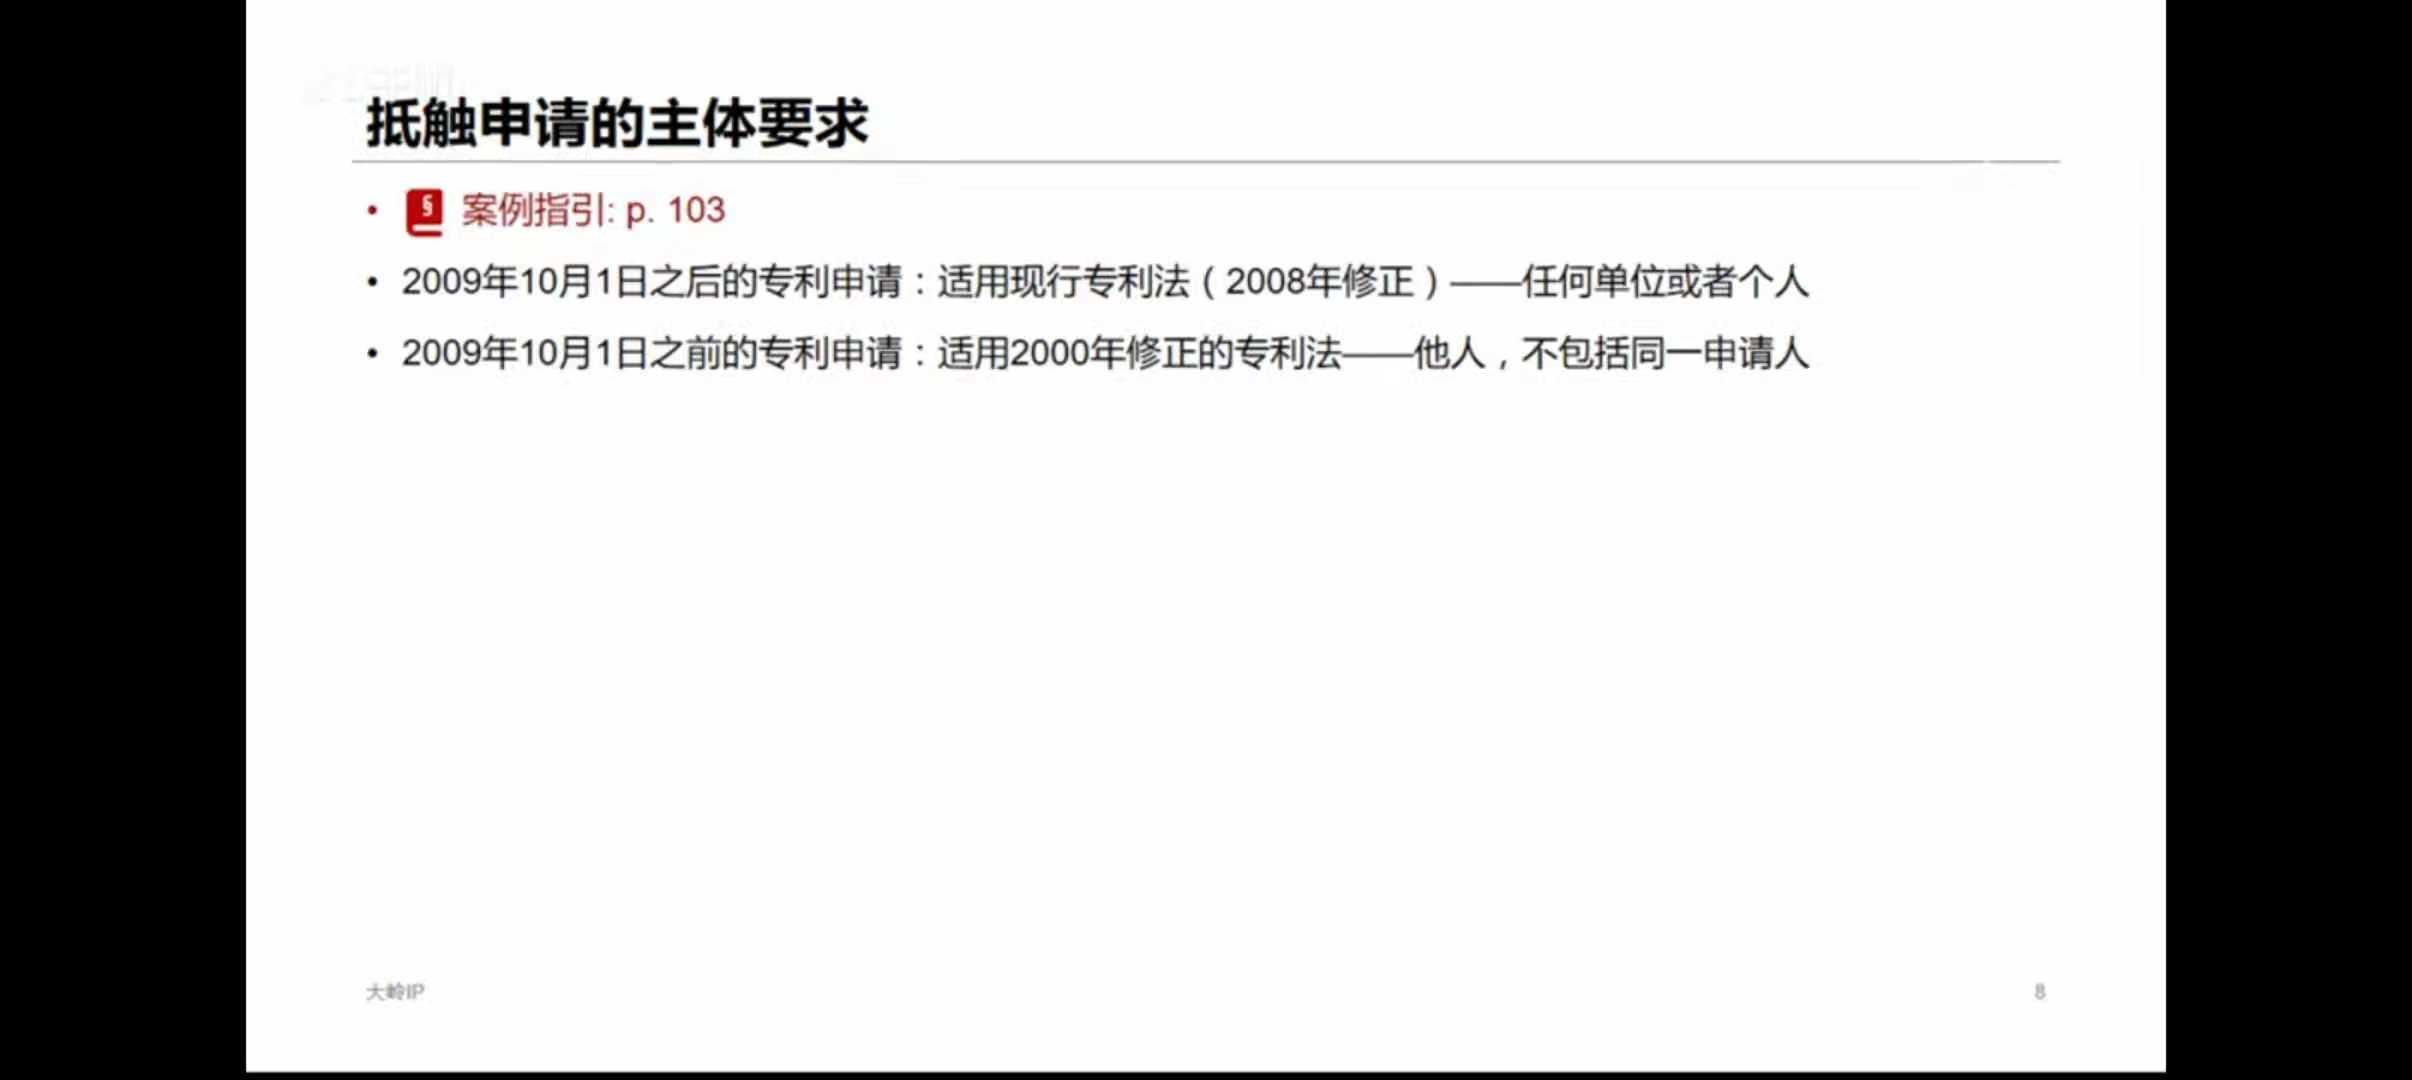 抵触申请的主体要求
• § 案例指引: p. 103
• 2009年10月1日之后的专利申请：适用现行专利法（2008年修正）——任何单位或者个人
• 2009年10月1日之前的专利申请：适用2000年修正的专利法——他人，不包括同一申请人
大岭IP
8